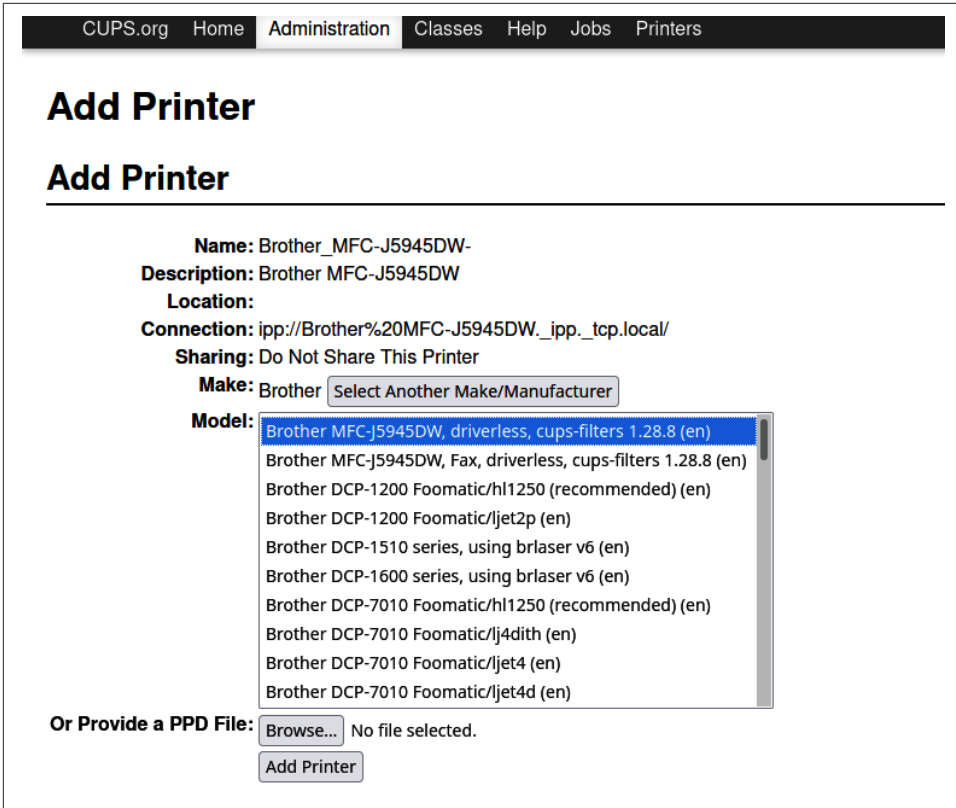 CUPS.org Home Administration Classes Help Jobs Printers
Add Printer
Add Printer
Name: Brother_MFC-J5945DW-
Description: Brother MFC-J5945DW
Location:
Connection: ipp://Brother%20MFC-J5945DW._ipp._tcp.local/
Sharing: Do Not Share This Printer
Make: Brother Select Another Make/Manufacturer
Model:
Brother MFC-J5945DW, driverless, cups-filters 1.28.8 (en)
Brother MFC-J5945DW, Fax, driverless, cups-filters 1.28.8 (en)
Brother DCP-1200 Foomatic/hl1250 (recommended) (en)
Brother DCP-1200 Foomatic/ljet2p (en)
Brother DCP-1510 series, using brlaser v6 (en)
Brother DCP-1600 series, using brlaser v6 (en)
Brother DCP-7010 Foomatic/hl1250 (recommended) (en)
Brother DCP-7010 Foomatic/lj4dith (en)
Brother DCP-7010 Foomatic/ljet4 (en)
Brother DCP-7010 Foomatic/ljet4d (en)
Or Provide a PPD File: Browse... No file selected.
Add Printer